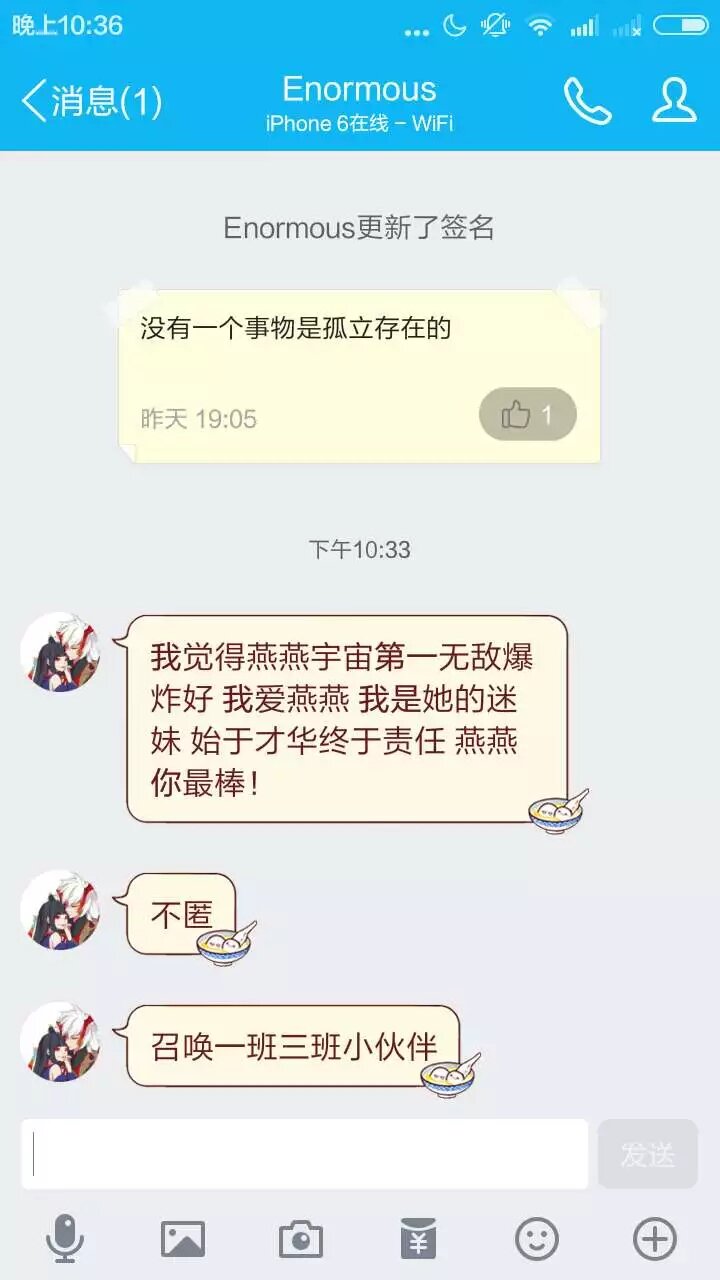 晚上10:36
消息(1)
Enormous
iPhone 6在线 - WiFi
Enormous更新了签名
没有一个事物是孤立存在的
昨天 19:05
1
下午10:33
我觉得燕燕宇宙第一无敌爆
炸好 我爱燕燕 我是她的迷
妹 始于才华终于责任 燕燕
你最棒！
不匿
召唤一班三班小伙伴
发送
¥